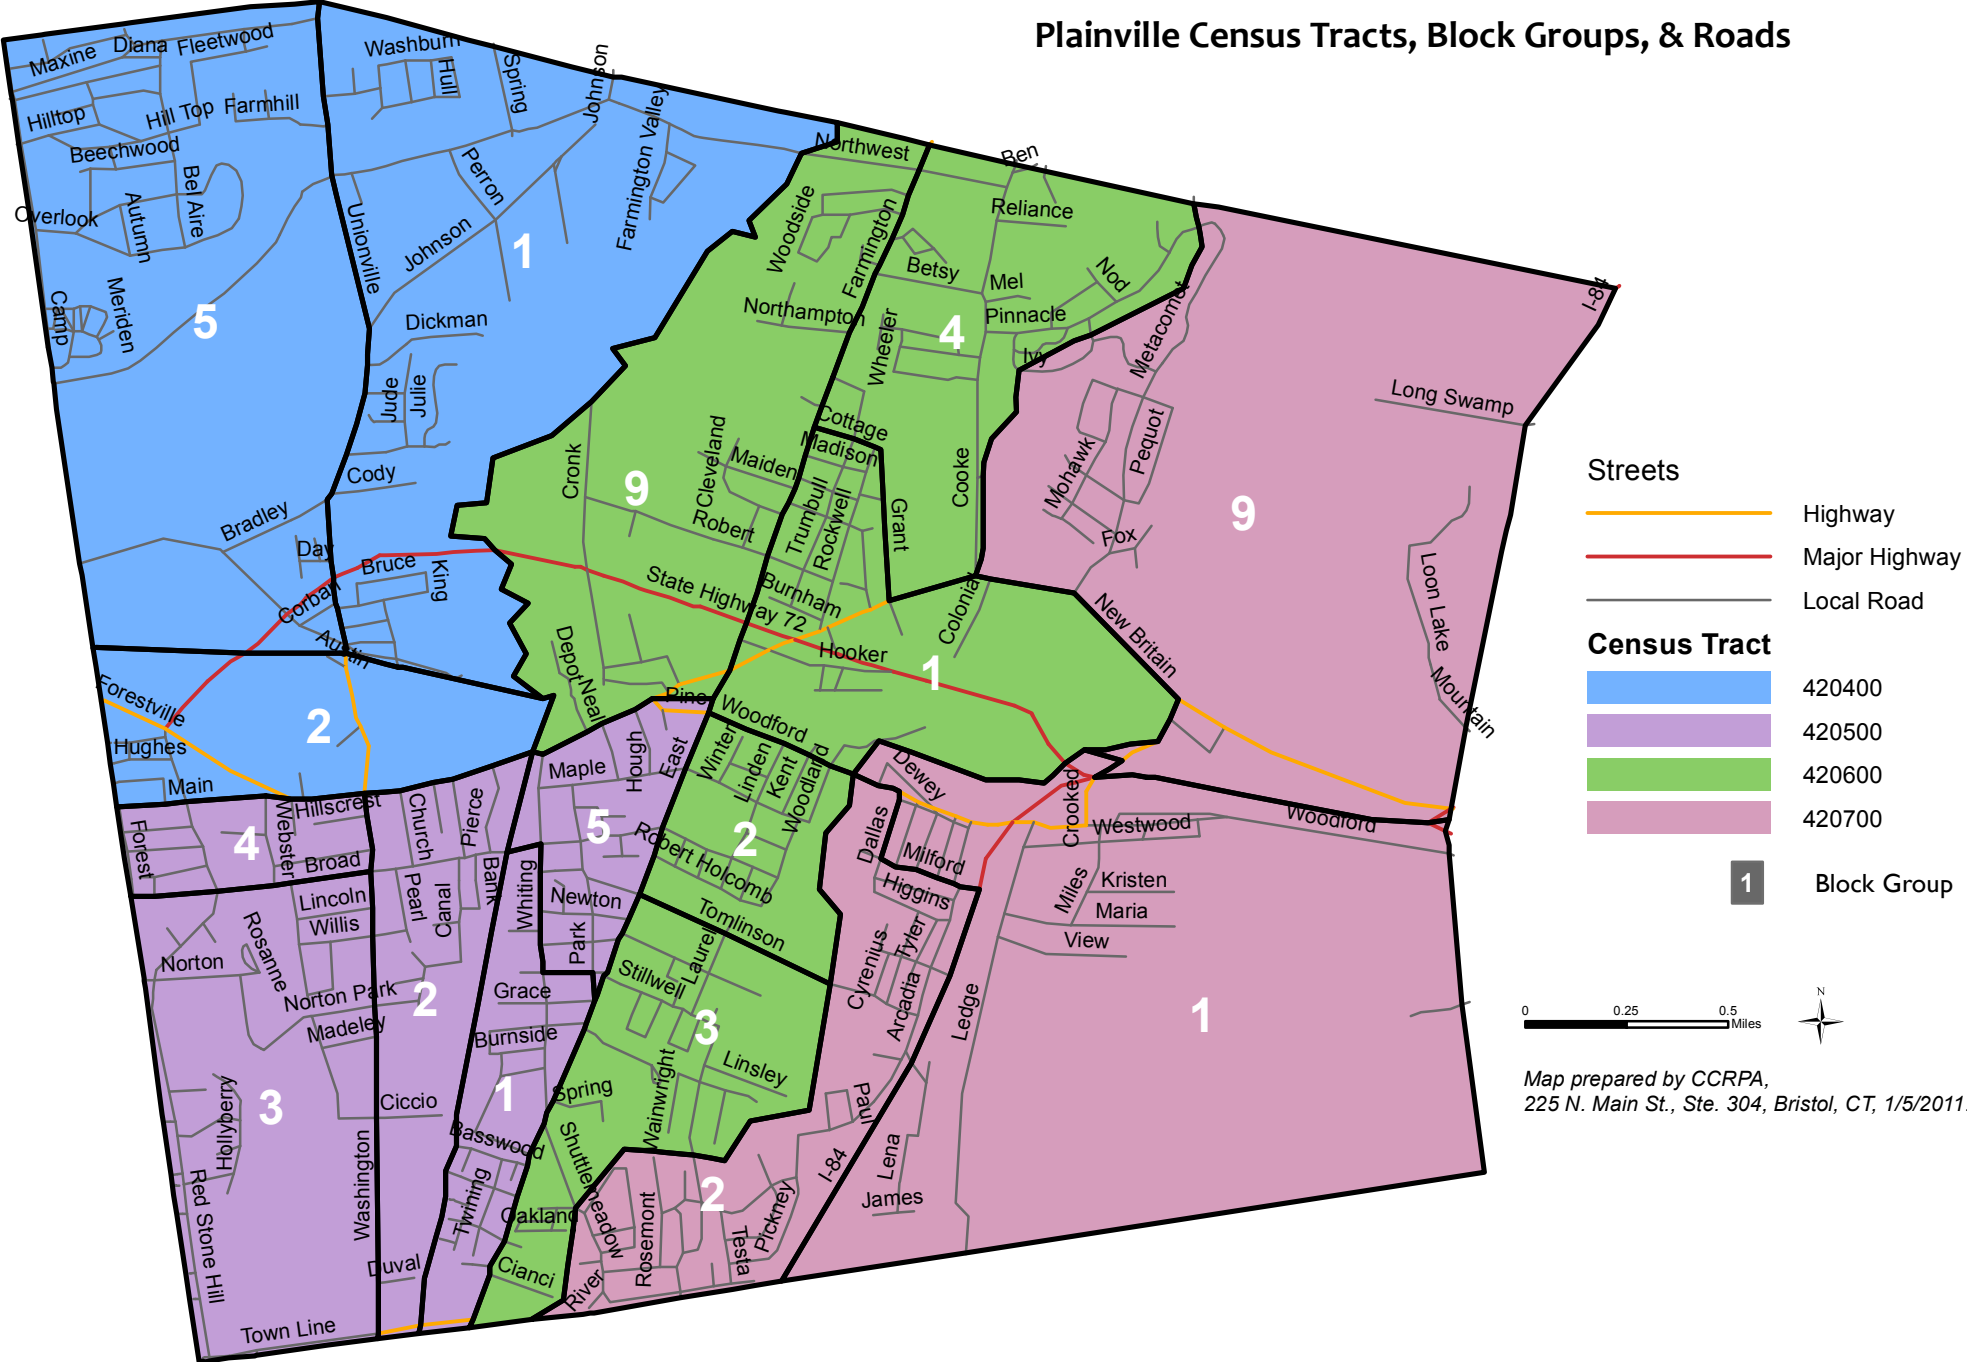 Plainville Census Tracts, Block Groups, & Roads
Maxine
Diana
Fleetwood
Washburn
Hull
Spring
Johnson
Farmington Valley
Hilltop
Hill Top
Farmhill
Beechwood
Bel Aire
Autumn
Overlook
Perron
Unionville
Johnson
1
Northwest
Ben
Woodside
Farmington
Reliance
Betsy
Mel
Nod
Pinnacle
Northampton
Wheeler
4
Ivy
Metacomet
I-84
Camp
Meriden
5
Dickman
Jude
Julie
Cody
Bradley
Day
Bruce
King
Corban
Austin
Cronk
9
Cleveland
Maiden
Robert
Cottage
Madison
Trumbull
Rockwell
Grant
Cooke
Mohawk
Pequot
Fox
9
Long Swamp
Loon Lake
Mountain
State Highway 72
Burnham
Hooker
Colonial
1
New Britain
Depot
Neal
Pine
Woodford
Forestville
2
Hughes
Main
Streets
Highway
Major Highway
Local Road
Census Tract
420400
420500
420600
420700
1
Block Group
Forest
4
Webster
Hillscrest
Broad
Church
Pierce
Maple
Hough
East
5
Winter
Linden
Kent
Woodland
2
Robert Holcomb
Dewey
Dallas
Milford
Higgins
Crooked
Westwood
Woodford
Miles
Kristen
Maria
View
Lincoln
Willis
Pearl
Canal
Bank
Whiting
Newton
Park
Tomlinson
Norton
Rosanne
Norton Park
Madeley
2
Grace
Burnside
Stillwell
Laurel
3
Linsley
Wainwright
Cyrenius
Tyler
Arcadia
Ledge
1
3
Hollyberry
Red Stone Hill
Washington
Ciccio
1
Spring
Basswood
Twining
Shuttlemeadow
Oakland
Cianci
Duval
Town Line
River
Rosemont
2
Testa
Pickney
Paul
I-84
Lena
James
0 0.25 0.5
Miles
N
Map prepared by CCRPA,
225 N. Main St., Ste. 304, Bristol, CT, 1/5/2011.